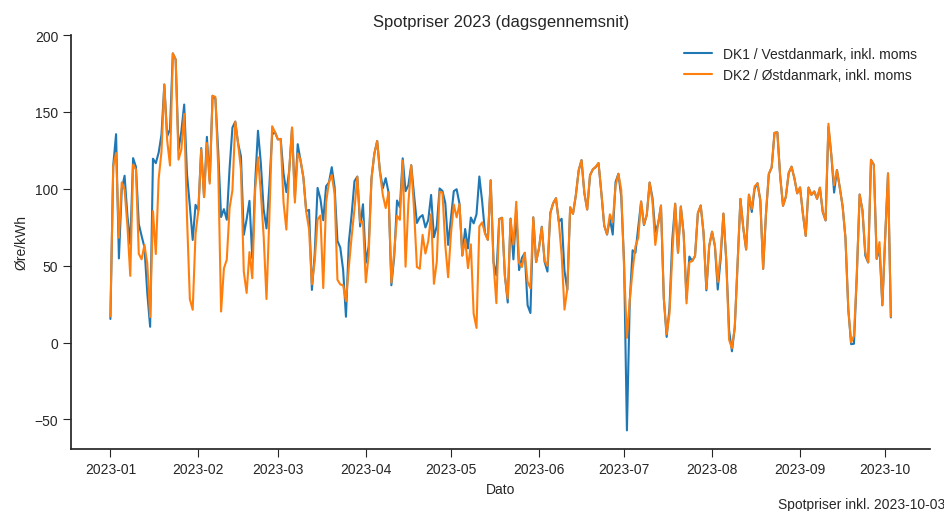 Spotpriser 2023 (dagsgennemsnit)
DK1 / Vestdanmark, inkl. moms
DK2 / Østdanmark, inkl. moms
Øre/kWh
200
150
100
50
0
−50
2023-01
2023-02
2023-03
2023-04
2023-05
2023-06
2023-07
2023-08
2023-09
2023-10
Dato
Spotpriser inkl. 2023-10-03